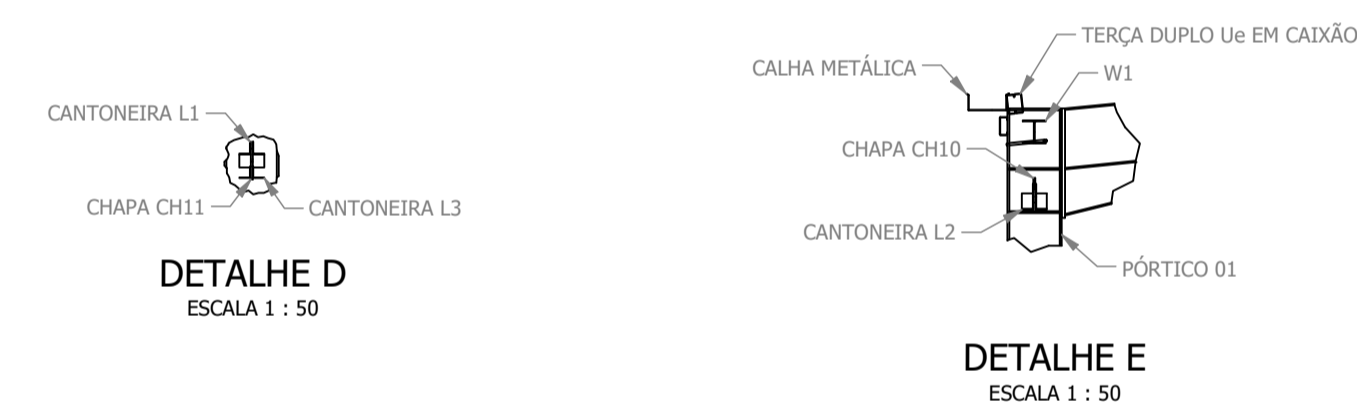 CANTONEIRA L1
CHAPA CH11
CANTONEIRA L3
DETALHE D
ESCALA 1 : 50
TERÇA DUPLO Ue EM CAIXÃO
CALHA METÁLICA
W1
CHAPA CH10
CANTONEIRA L2
PÓRTICO 01
DETALHE E
ESCALA 1 : 50